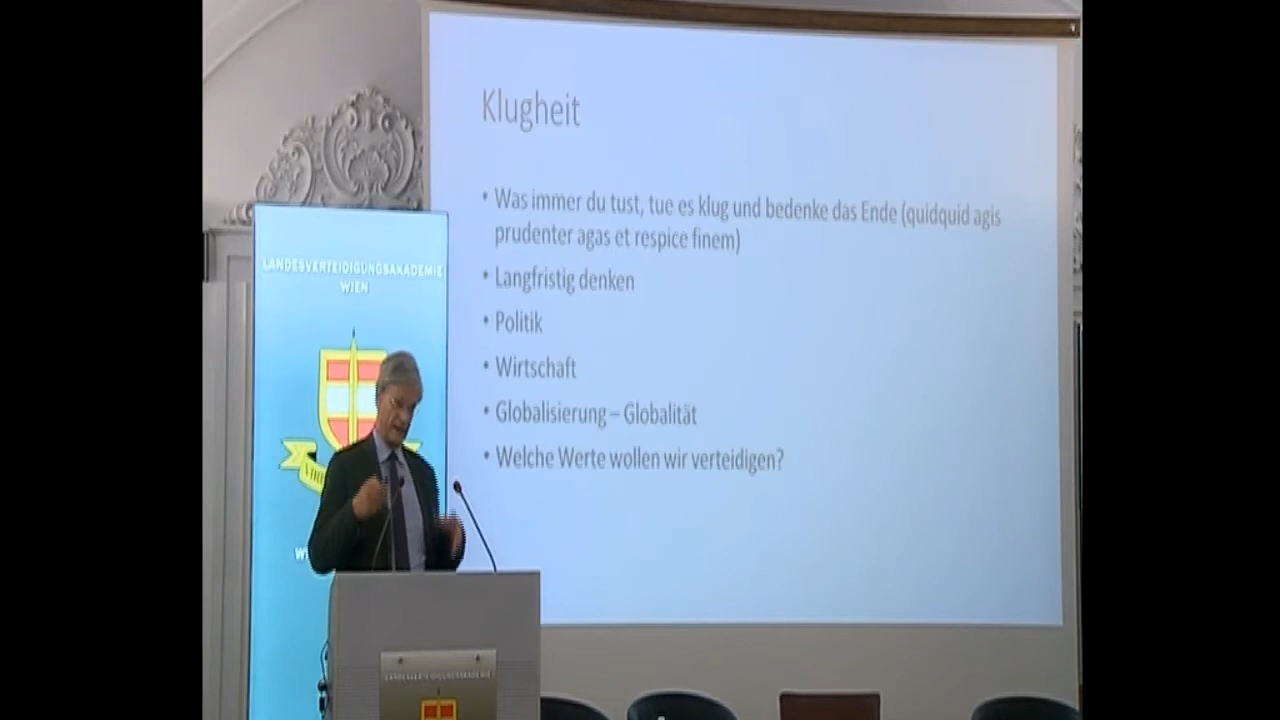 Klugheit
• Was immer du tust, tue es klug und bedenke das Ende (quidquid agis
prudenter agas et respice finem)
• Langfristig denken
• Politik
• Wirtschaft
• Globalisierung – Globalität
• Welche Werte wollen wir verteidigen?
LANDESVERTEIDIGUNGSAKADEMIE
WIEN
LANDESVERTEIDIGUNGSAKADEMIE